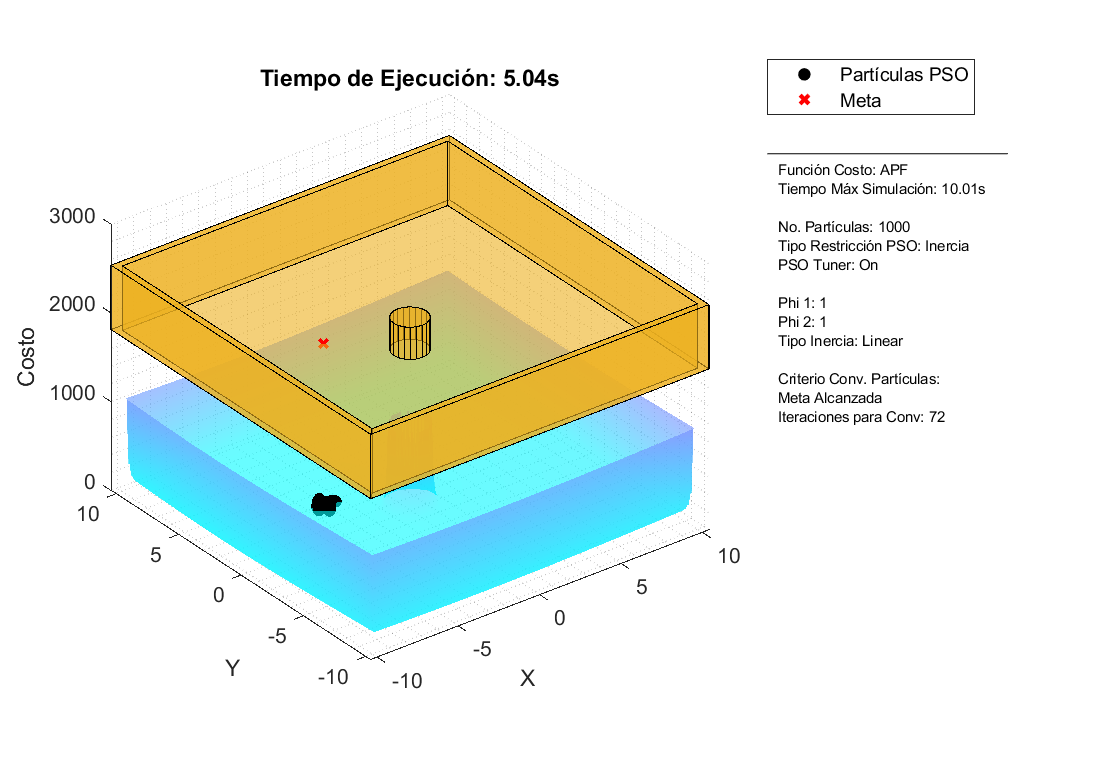 Tiempo de Ejecución: 5.04s
Partículas PSO
Meta
Función Costo: APF
Tiempo Máx Simulación: 10.01s
No. Partículas: 1000
Tipo Restricción PSO: Inercia
PSO Tuner: On
Phi 1: 1
Phi 2: 1
Tipo Inercia: Linear
Criterio Conv. Partículas:
Meta Alcanzada
Iteraciones para Conv: 72
Costo
3000
2000
1000
0
10
5
0
-5
-10
Y
-10
-5
0
5
10
X